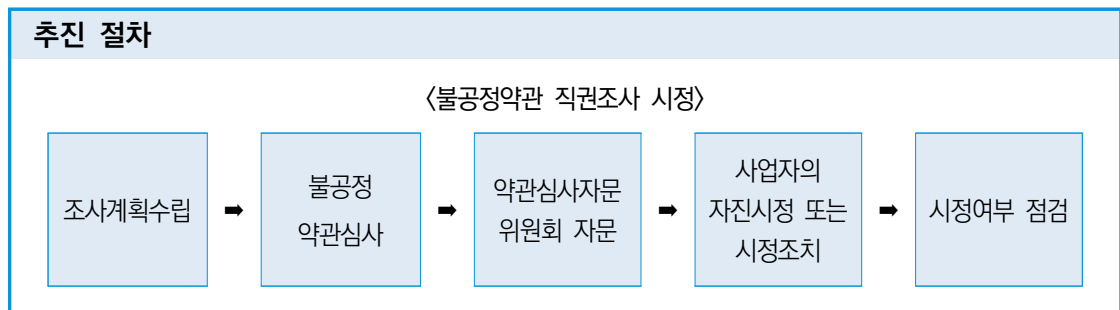 추진 절차
〈불공정약관 직권조사 시정〉
조사계획수립 ➡ 불공정 약관심사 ➡ 약관심사자문 위원회 자문 ➡ 사업자의 자진시정 또는 시정조치 ➡ 시정여부 점검